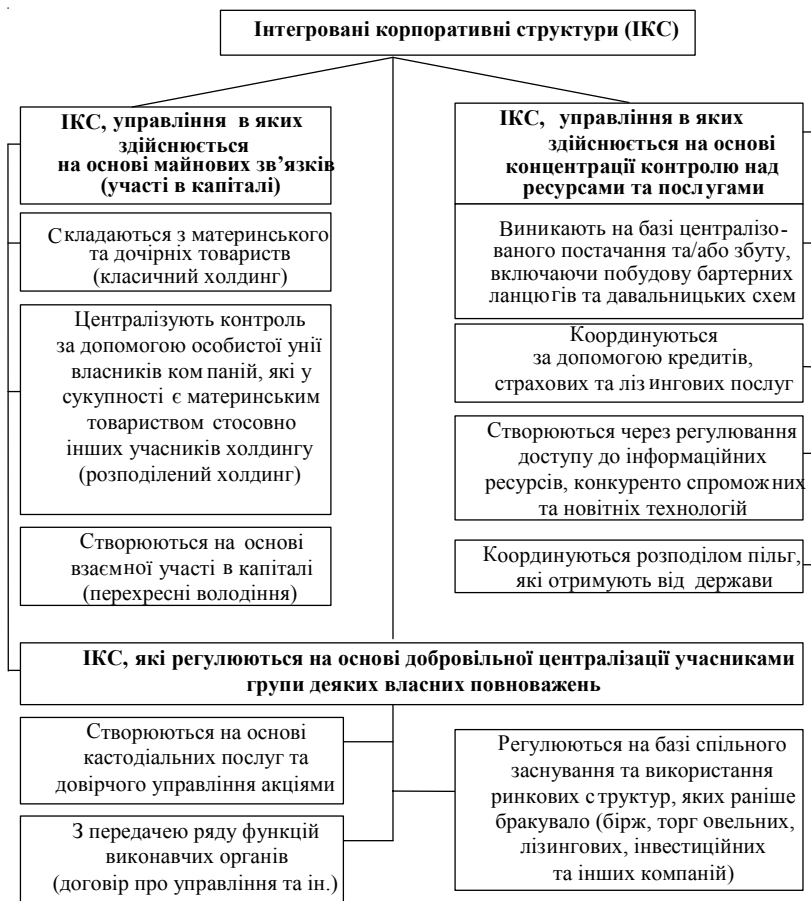 Інтегровані корпоративні структури (ІКС)
ІКС, управління в яких
здійснюється
на основі майнових зв’язків
(участі в капіталі)
Складаються з материнського
та дочірніх товариств
(класичний холдинг)
Централізують контроль
за допомогою особистої унії
власників компаній, які у
сукупності є материнським
товариством стосовно
інших учасників холдингу
(розподілений холдинг)
Створюються на основі
взаємної участі в капіталі
(перехресні володіння)
ІКС, управління в яких
здійснюється на основі
концентрації контролю над
ресурсами та послугами
Виникають на базі централізо-
ваного постачання та/або збуту,
включаючи побудову бартерних
ланцюгів та давальницьких схем
Координуються
за допомогою кредитів,
страхових та лізингових послуг
Створюються через регулювання
доступу до інформаційних
ресурсів, конкуренто спроможних
та новітніх технологій
Координуються розподілом пільг,
які отримують від держави
ІКС, які регулюються на основі добровільної централізації учасниками
групи деяких власних повноважень
Створюються на основі
кастодіальних послуг та
довірчого управління акціями
З передачею ряду функцій
виконавчих органів
(договір про управління та ін.)
Регулюються на базі спільного
заснування та використання
ринкових структур, яких раніше
бракувало (бірж, торговельних,
лізингових, інвестиційних
та інших компаній)